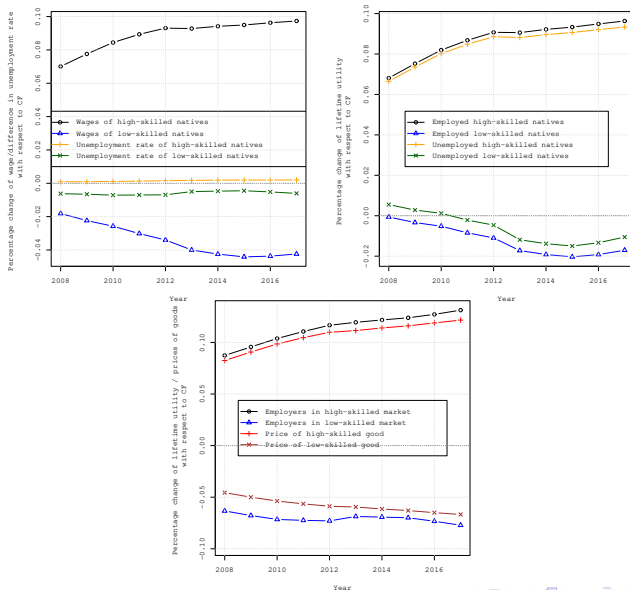 Percentage change of wage/difference in unemployment rate
with respect to CF
0.10
0.08
0.06
0.04
0.02
0.00
−0.02
−0.04
Wages of high-skilled natives
Wages of low-skilled natives
Unemployment rate of high-skilled natives
Unemployment rate of low-skilled natives
2008
2010
2012
2014
2016
Year
Percentage change of lifetime utility
with respect to CF
0.10
0.08
0.06
0.04
0.02
0.00
−0.02
Employed high-skilled natives
Employed low-skilled natives
Unemployed high-skilled natives
Unemployed low-skilled natives
2008
2010
2012
2014
2016
Year
Percentage change of lifetime utility / prices of goods
with respect to CF
0.10
0.05
0.00
−0.05
−0.10
Employers in high-skilled market
Employers in low-skilled market
Price of high-skilled good
Price of low-skilled good
2008
2010
2012
2014
2016
Year